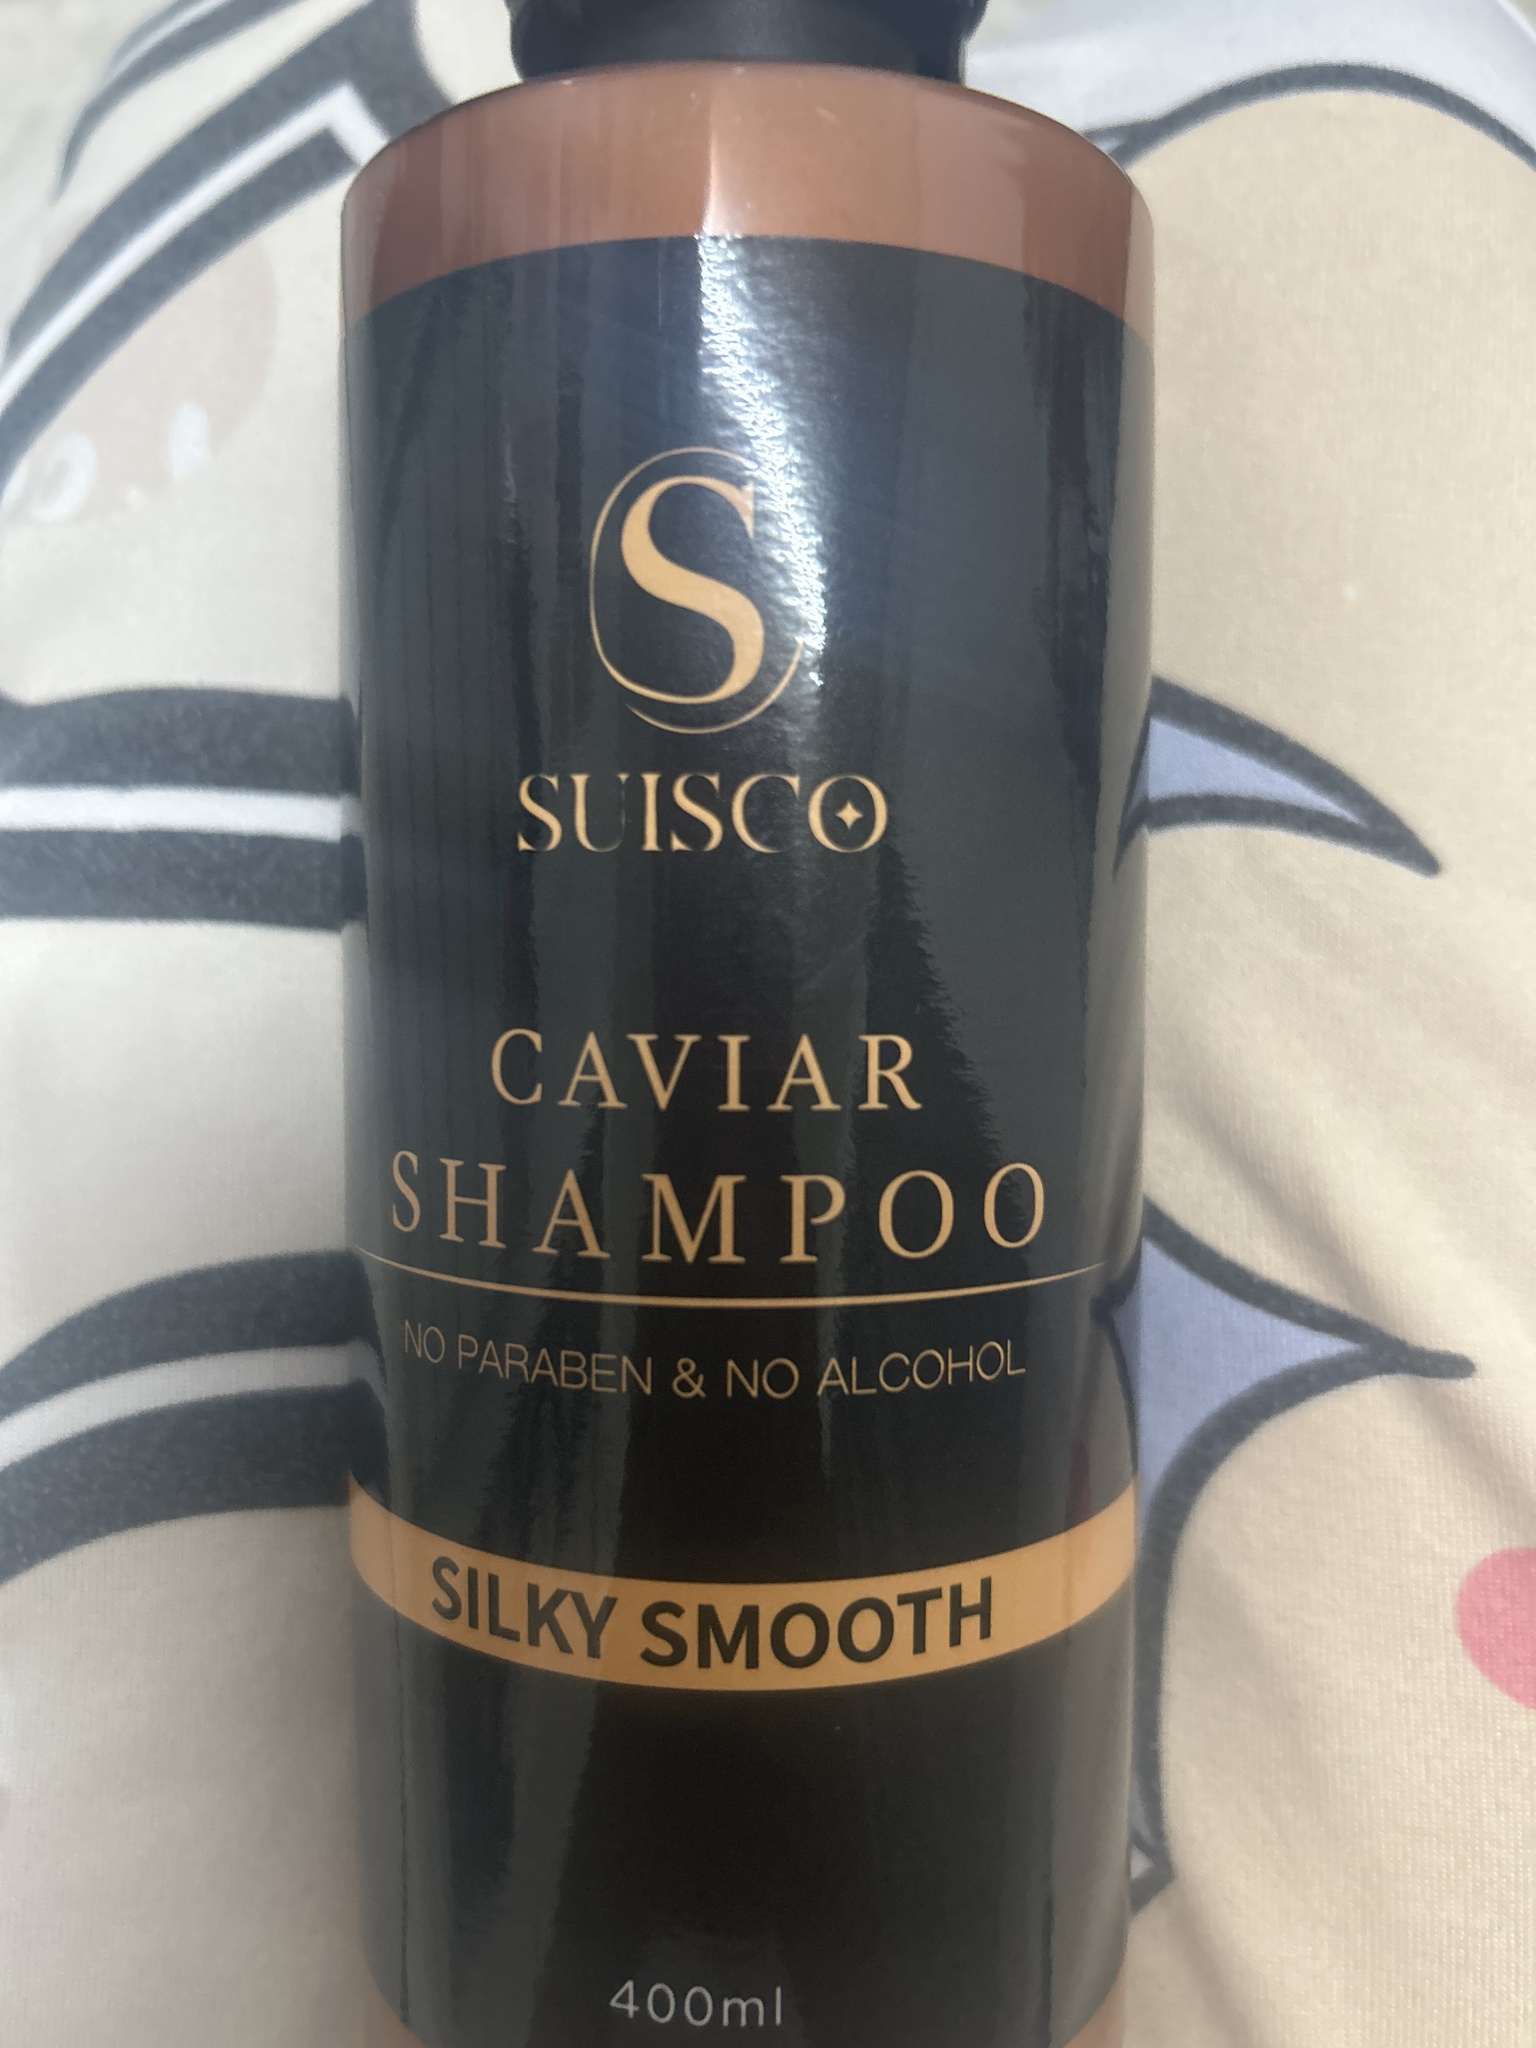 S
SUISCO
CAVIAR
SHAMPOO
NO PARABEN & NO ALCOHOL
SILKY SMOOTH
400ml